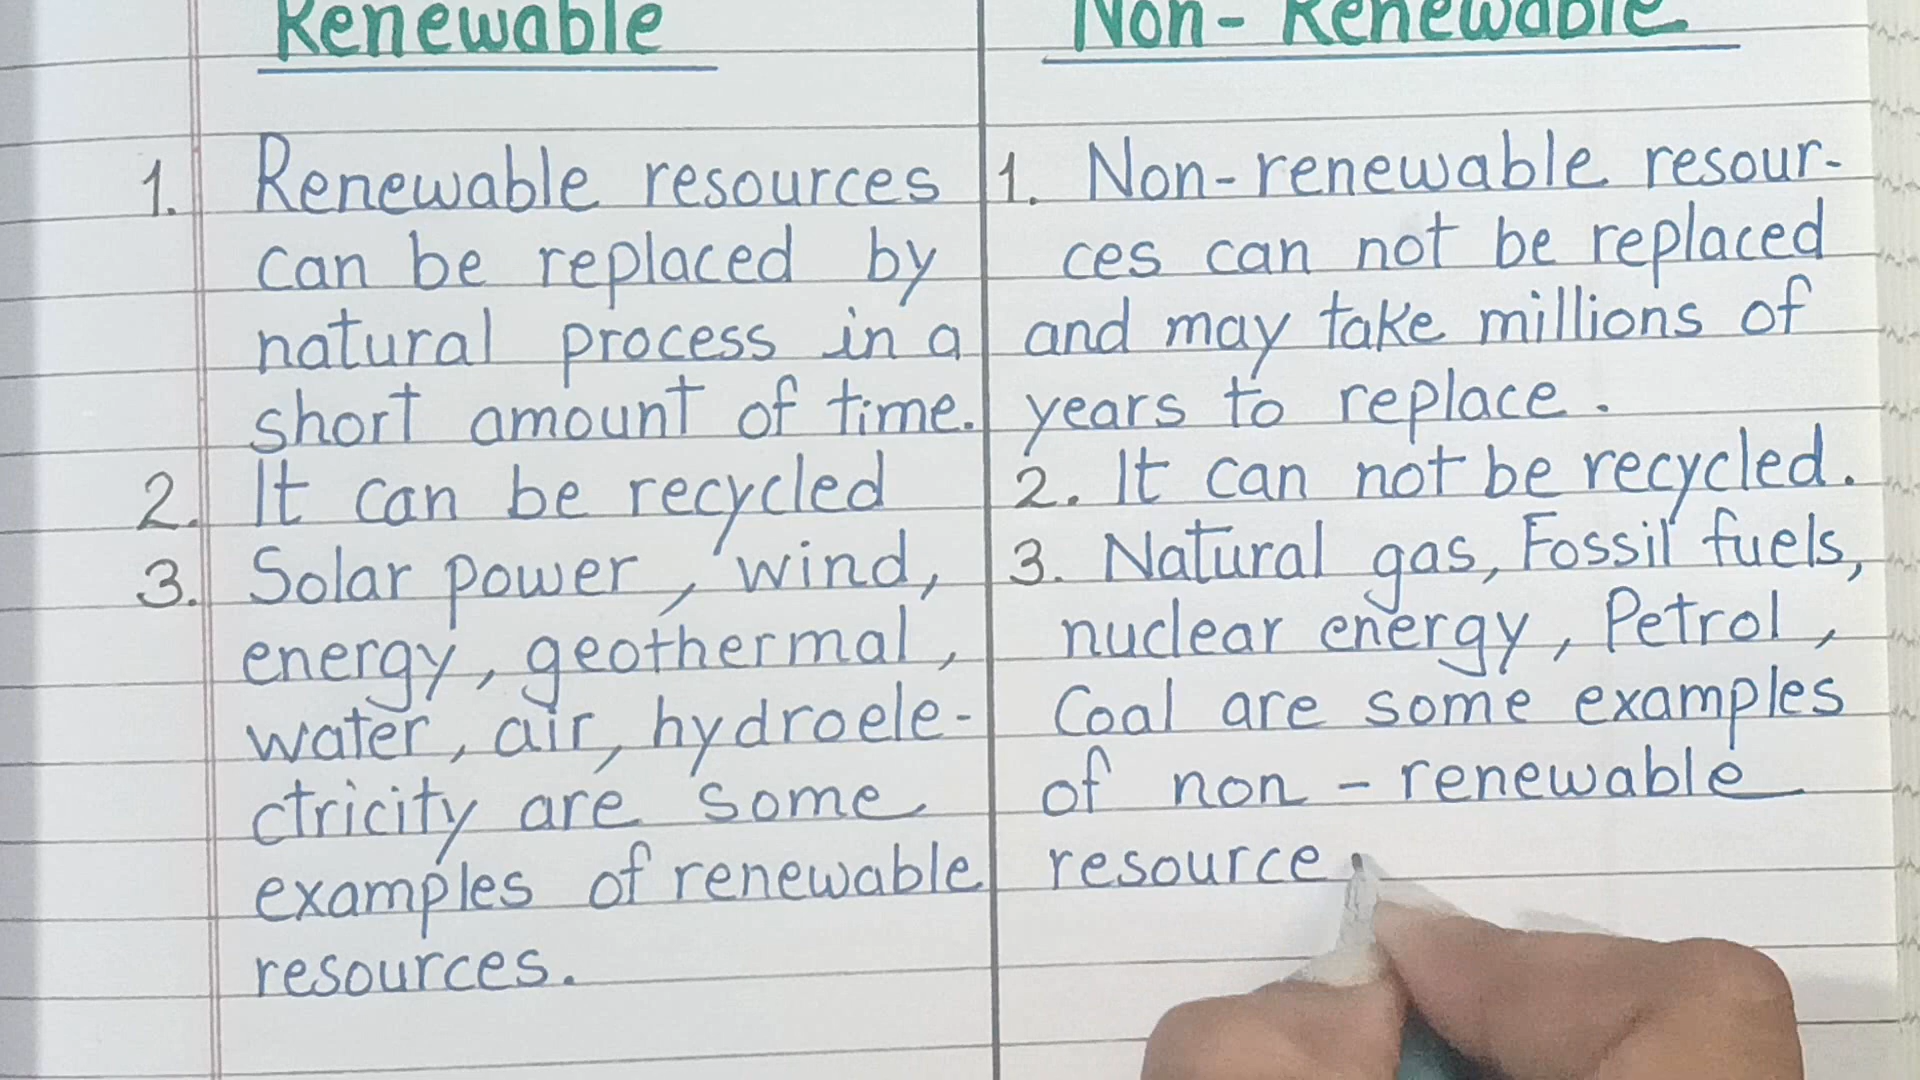 Renewable
1. Renewable resources
can be replaced by
natural process in a
short amount of time.
2. It can be recycled
3. Solar power, wind,
energy, geothermal,
water, air, hydroele-
ctricity are some
examples of renewable
resources.
Non- Renewable
1. Non-renewable resour-
ces can not be replaced
and may take millions of
years to replace.
2. It can not be recycled.
3. Natural gas, Fossil fuels,
nuclear energy, Petrol,
Coal are some examples
of non - renewable
resource